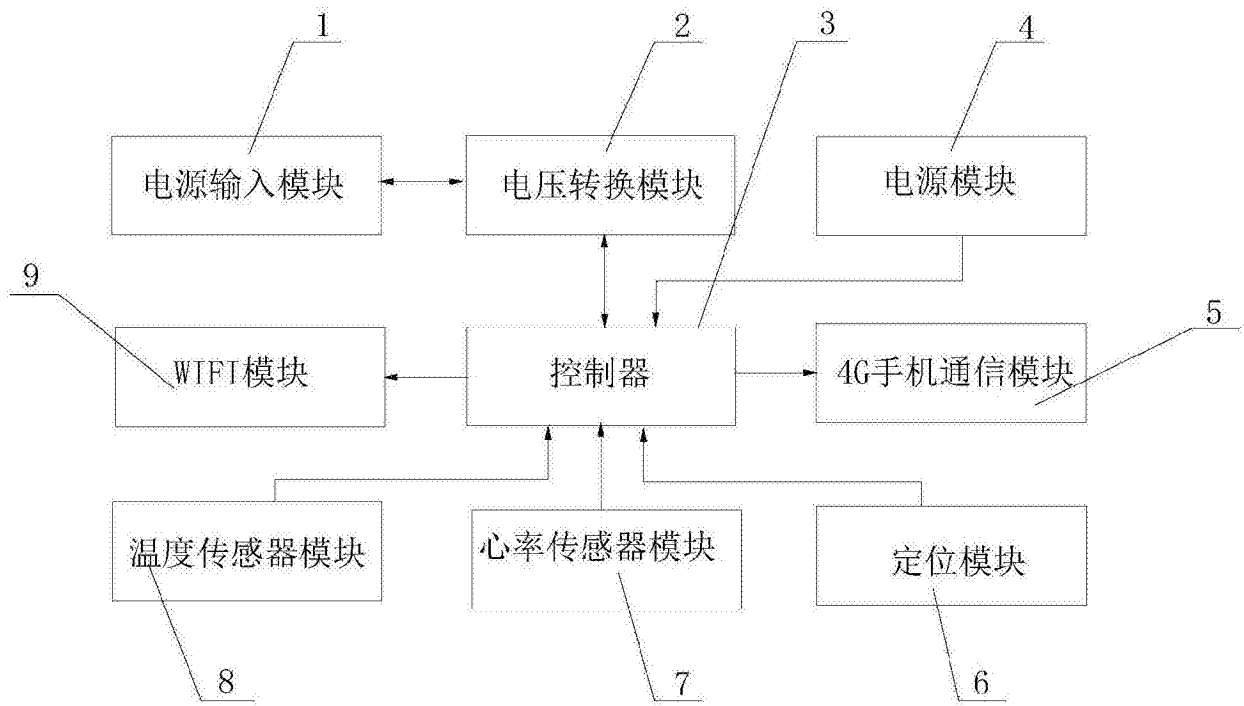 1
2
3
4
电源输入模块
电压转换模块
电源模块
9
5
WIFI模块
控制器
4G手机通信模块
温度传感器模块
心率传感器模块
定位模块
8
7
6